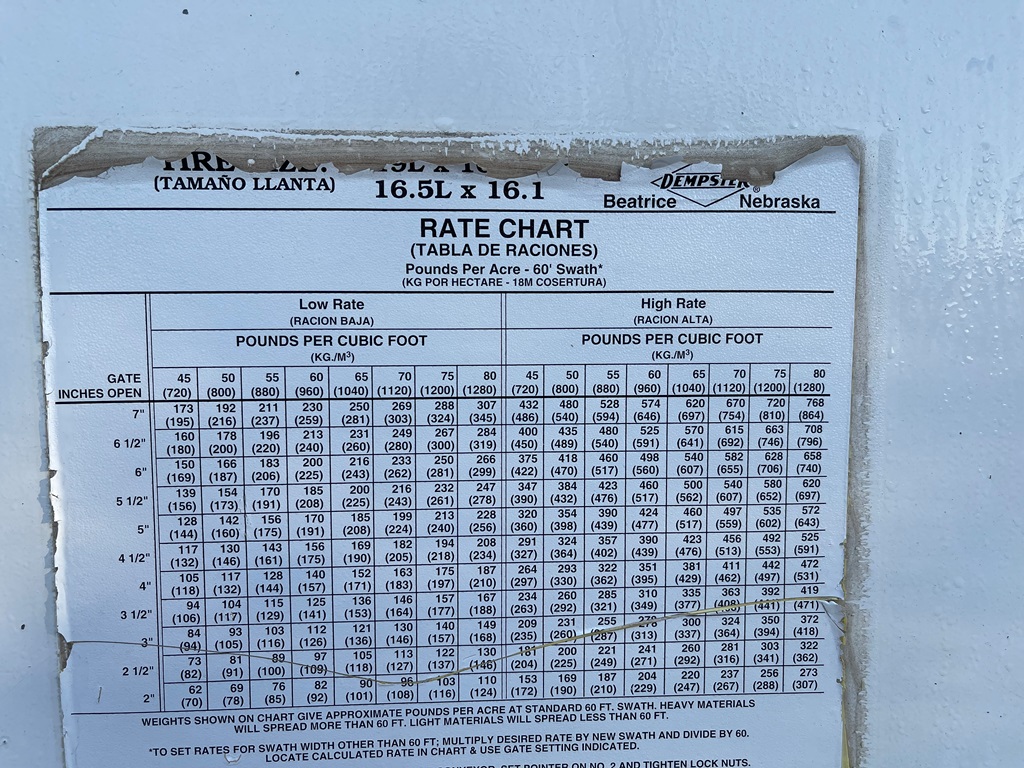 (TAMAÑO LLANTA) 16.5L x 16.1
DEMPSTER®
Beatrice Nebraska
RATE CHART
(TABLA DE RACIONES)
Pounds Per Acre - 60' Swath*
(KG POR HECTARE - 18M COSERTURA)
Low Rate High Rate
(RACION BAJA) (RACION ALTA)
POUNDS PER CUBIC FOOT POUNDS PER CUBIC FOOT
(KG./M³) (KG./M³)
GATE 45 50 55 60 65 70 75 80 45 50 55 60 65 70 75 80
INCHES OPEN (720) (800) (880) (960) (1040) (1120) (1200) (1280) (720) (800) (880) (960) (1040) (1120) (1200) (1280)
7" 173 192 211 230 250 269 288 307 432 480 528 574 620 670 720 768
(195) (216) (237) (259) (281) (303) (324) (345) (486) (540) (594) (646) (697) (754) (810) (864)
6 1/2" 160 178 196 213 231 249 267 284 400 435 480 525 570 615 663 708
(180) (200) (220) (240) (260) (280) (300) (319) (450) (489) (540) (591) (641) (692) (746) (796)
6" 150 166 183 200 216 233 250 266 375 418 460 498 540 582 628 658
(169) (187) (206) (225) (243) (262) (281) (299) (422) (470) (517) (560) (607) (655) (706) (740)
5 1/2" 139 154 170 185 200 216 232 247 347 384 423 460 500 540 580 620
(156) (173) (191) (208) (225) (243) (261) (278) (390) (432) (476) (517) (562) (607) (652) (697)
5" 128 142 156 170 185 199 213 228 320 354 390 424 460 497 535 572
(144) (160) (175) (191) (208) (224) (240) (256) (360) (398) (439) (477) (517) (559) (602) (643)
4 1/2" 117 130 143 156 169 182 194 208 291 324 357 390 423 456 492 525
(132) (146) (161) (175) (190) (205) (218) (234) (327) (364) (402) (439) (476) (513) (553) (591)
4" 105 117 128 140 152 163 175 187 264 293 322 351 381 411 442 472
(118) (132) (144) (157) (171) (183) (197) (210) (297) (330) (362) (395) (429) (462) (497) (531)
3 1/2" 94 104 115 125 136 146 157 167 234 260 285 310 335 363 392 419
(106) (117) (129) (141) (153) (164) (177) (188) (263) (292) (321) (349) (377) (408) (441) (471)
3" 84 93 103 112 121 130 140 149 209 231 255 278 300 324 350 372
(94) (105) (116) (126) (136) (146) (157) (168) (235) (260) (287) (313) (337) (364) (394) (418)
2 1/2" 73 81 89 97 105 113 122 130 181 200 221 241 260 281 303 322
(82) (91) (100) (109) (118) (127) (137) (146) (204) (225) (249) (271) (292) (316) (341) (362)
2" 62 69 76 82 90 96 103 110 153 169 187 204 220 237 256 273
(70) (78) (85) (92) (101) (108) (116) (124) (172) (190) (210) (229) (247) (267) (288) (307)
WEIGHTS SHOWN ON CHART GIVE APPROXIMATE POUNDS PER ACRE AT STANDARD 60 FT. SWATH. HEAVY MATERIALS
WILL SPREAD MORE THAN 60 FT. LIGHT MATERIALS WILL SPREAD LESS THAN 60 FT.
*TO SET RATES FOR SWATH WIDTH OTHER THAN 60 FT; MULTIPLY DESIRED RATE BY NEW SWATH AND DIVIDE BY 60.
LOCATE CALCULATED RATE IN CHART & USE GATE SETTING INDICATED.
SET POINTER ON NO. 2 AND TIGHTEN LOCK NUTS.